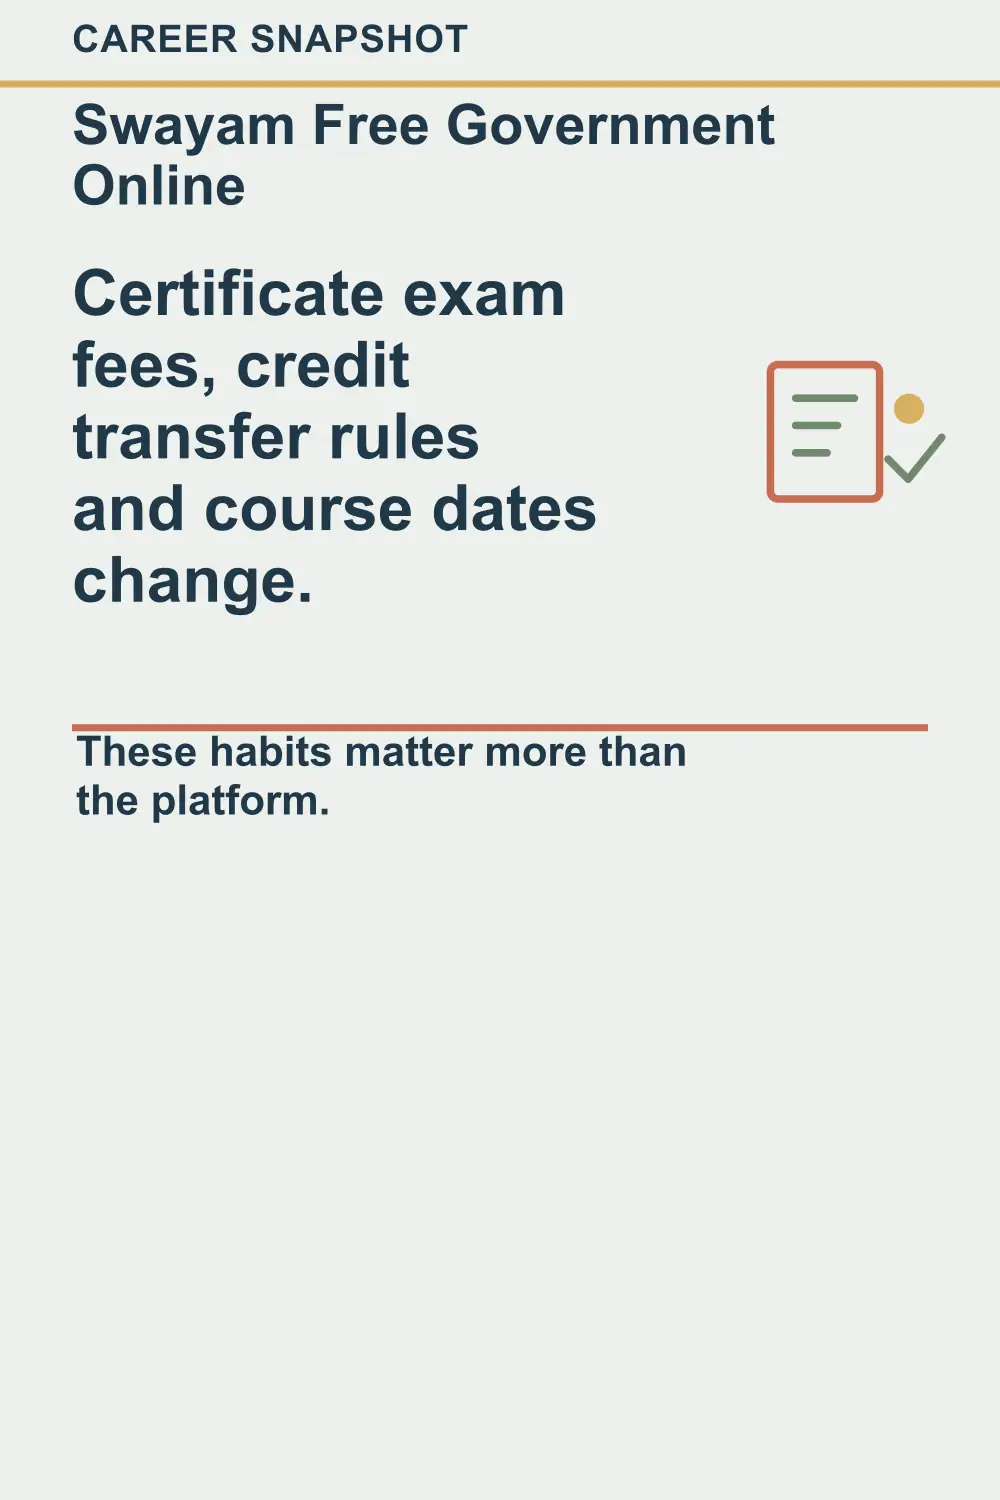 CAREER SNAPSHOT
Swayam Free Government
Online
Certificate exam
fees, credit
transfer rules
and course dates
change.
These habits matter more than
the platform.